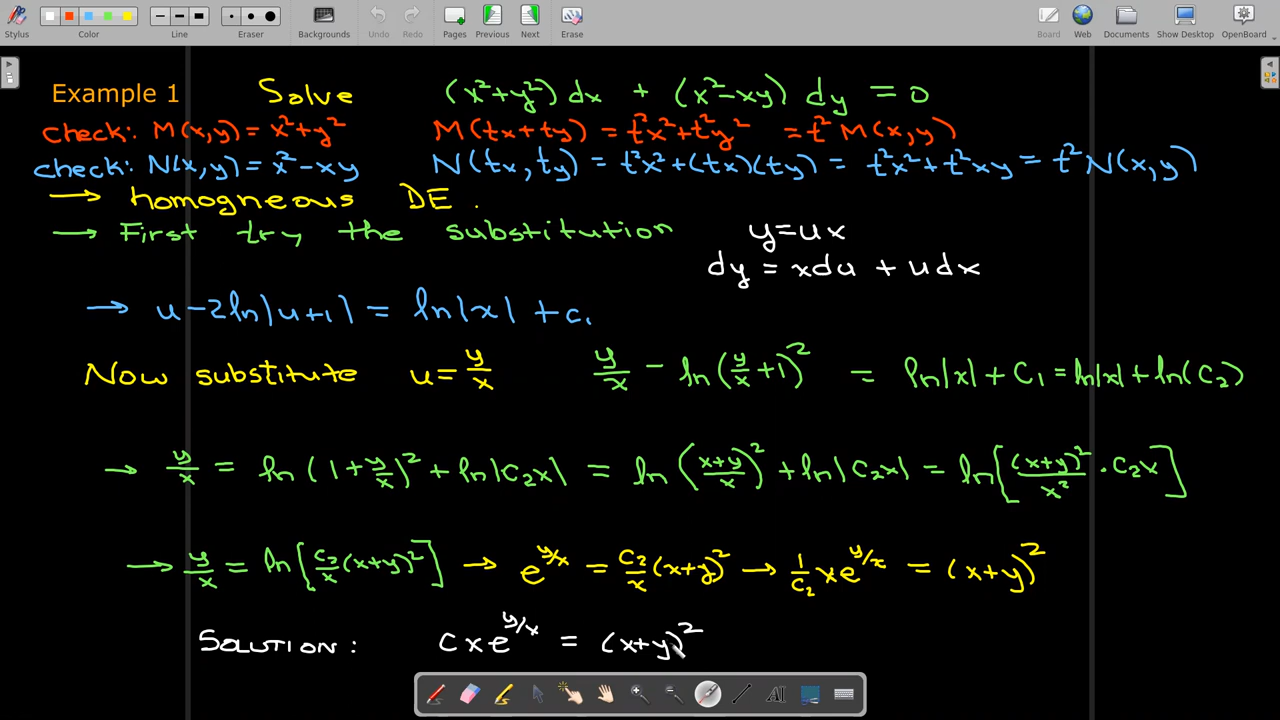 Stylus Color Line Eraser Backgrounds Undo Redo Pages Previous Next Erase Board Web Documents Show Desktop OpenBoard
Example 1 Solve (x²+y²) dx + (x²-xy) dy = 0
check: M(x,y) = x²+y² M(tx+ty) = t²x²+t²y² = t² M(x,y)
check: N(x,y) = x²-xy N(tx,ty) = t²x²+(tx)(ty) = t²x²+t²xy = t² N(x,y)
→ homogneous DE.
→ First try the substitution y=ux
dy = xdu + udx
→ u-2ln|u+1| = ln|x| + c₁
Now substitute u=y/x y/x - ln(y/x+1)² = ln|x| + C₁ = ln|x| + ln(C₂)
→ y/x = ln(1+y/x)² + ln|C₂x| = ln((x+y)/x)² + ln|C₂x| = ln[(x+y)²/x² · C₂x]
→ y/x = ln[C₂/x (x+y)²] → e^(y/x) = C₂/x (x+y)² → 1/C₂ xe^(y/x) = (x+y)²
SOLUTION: Cxe^(y/x) = (x+y)²
AI